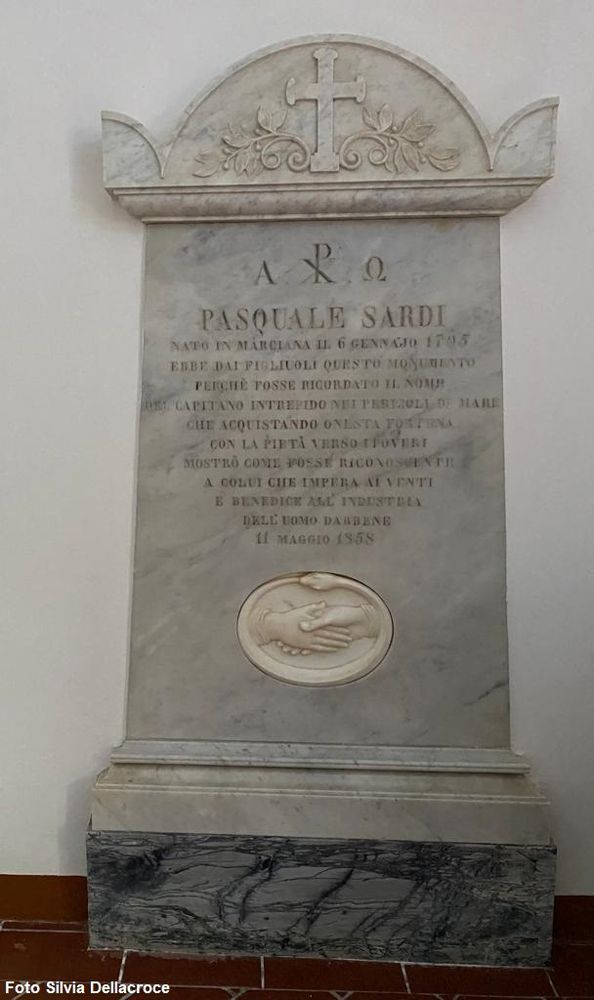 Α ☧ Ω
PASQUALE SARDI
NATO IN MARCIANA IL 6 GENNAJO 1795
EBBE DAI FIGLIUOLI QUESTO MONUMENTO
PERCHÈ FOSSE RICORDATO IL NOME
DEL CAPITANO INTREPIDO NEI PERICOLI DI MARE
CHE ACQUISTANDO ONESTA FORTUNA
CON LA PIETÀ VERSO I POVERI
MOSTRÒ COME FOSSE RICONOSCENTE
A COLUI CHE IMPERA AI VENTI
E BENEDICE ALL' INDUSTRIA
DELL' UOMO DABBENE
11 MAGGIO 1858
Foto Silvia Dellacroce